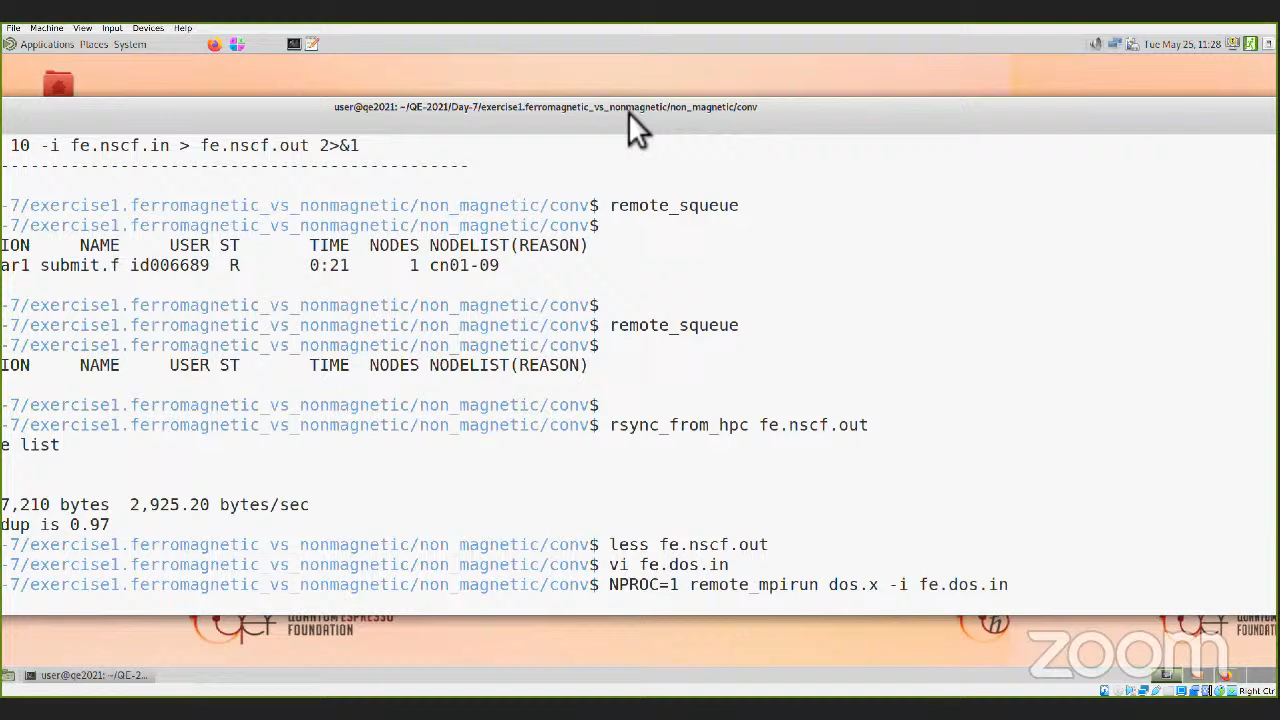 File Machine View Input Devices Help
Applications Places System Tue May 25, 11:28
user@qe2021: ~/QE-2021/Day-7/exercise1.ferromagnetic_vs_nonmagnetic/non_magnetic/conv
10 -i fe.nscf.in > fe.nscf.out 2>&1
----------------------------------------------
-7/exercise1.ferromagnetic_vs_nonmagnetic/non_magnetic/conv$ remote_squeue
-7/exercise1.ferromagnetic_vs_nonmagnetic/non_magnetic/conv$
ION NAME USER ST TIME NODES NODELIST(REASON)
ar1 submit.f id006689 R 0:21 1 cn01-09
-7/exercise1.ferromagnetic_vs_nonmagnetic/non_magnetic/conv$
-7/exercise1.ferromagnetic_vs_nonmagnetic/non_magnetic/conv$ remote_squeue
-7/exercise1.ferromagnetic_vs_nonmagnetic/non_magnetic/conv$
ION NAME USER ST TIME NODES NODELIST(REASON)
-7/exercise1.ferromagnetic_vs_nonmagnetic/non_magnetic/conv$
-7/exercise1.ferromagnetic_vs_nonmagnetic/non_magnetic/conv$ rsync_from_hpc fe.nscf.out
e list
7,210 bytes 2,925.20 bytes/sec
dup is 0.97
-7/exercise1.ferromagnetic_vs_nonmagnetic/non_magnetic/conv$ less fe.nscf.out
-7/exercise1.ferromagnetic_vs_nonmagnetic/non_magnetic/conv$ vi fe.dos.in
-7/exercise1.ferromagnetic_vs_nonmagnetic/non_magnetic/conv$ NPROC=1 remote_mpirun dos.x -i fe.dos.in
QUANTUM ESPRESSO
FOUNDATION
zoom
user@qe2021: ~/QE-2...
Right Ctr